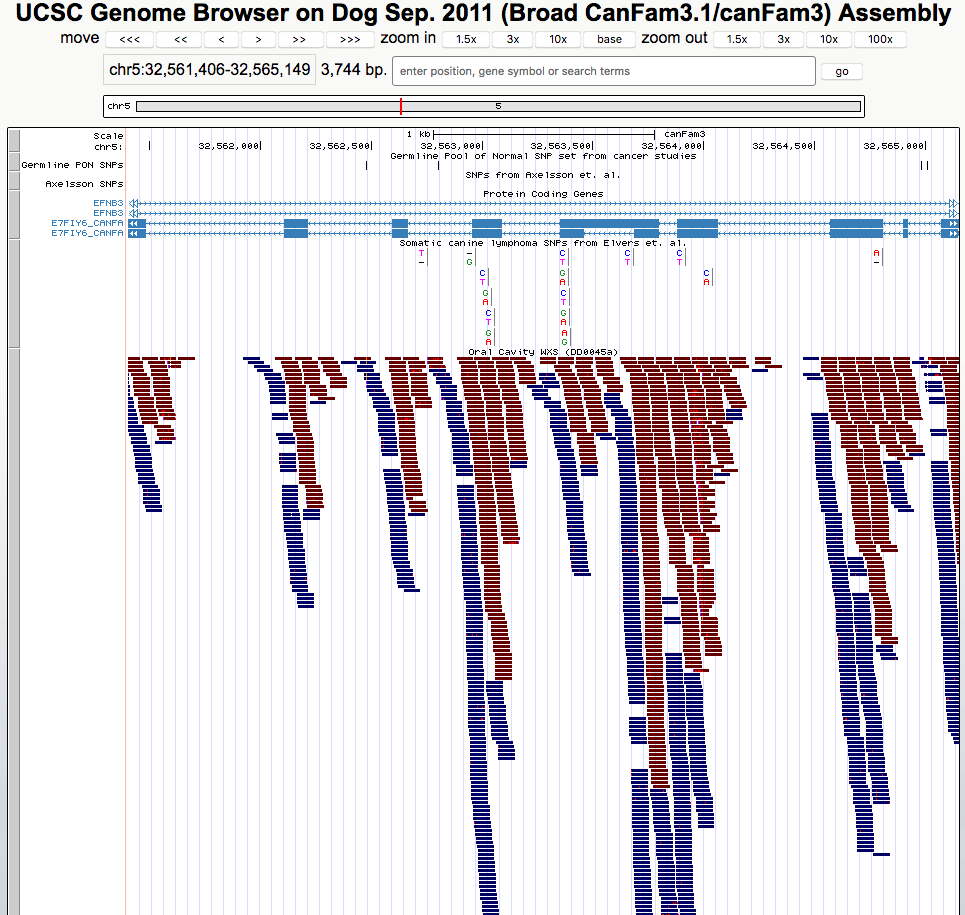 UCSC Genome Browser on Dog Sep. 2011 (Broad CanFam3.1/canFam3) Assembly
move <<< << < > >> >>> zoom in 1.5x 3x 10x base zoom out 1.5x 3x 10x 100x
chr5:32,561,406-32,565,149 3,744 bp. enter position, gene symbol or search terms go
chr5 5
Scale 1 kb canFam3
chr5: 32,562,000 32,562,500 32,563,000 32,563,500 32,564,000 32,564,500 32,565,000
Germline Pool of Normal SNP set from cancer studies
Germline PON SNPs
SNPs from Axelsson et. al.
Axelsson SNPs
Protein Coding Genes
EFNB3
EFNB3
E7FIY6_CANFA
E7FIY6_CANFA
Somatic canine lymphoma SNPs from Elvers et. al.
T - C C C A
- G T T T -
C G C
T A A
G C
A T
C G
T A
G A
A G
Oral Cavity WXS (DD0045a)